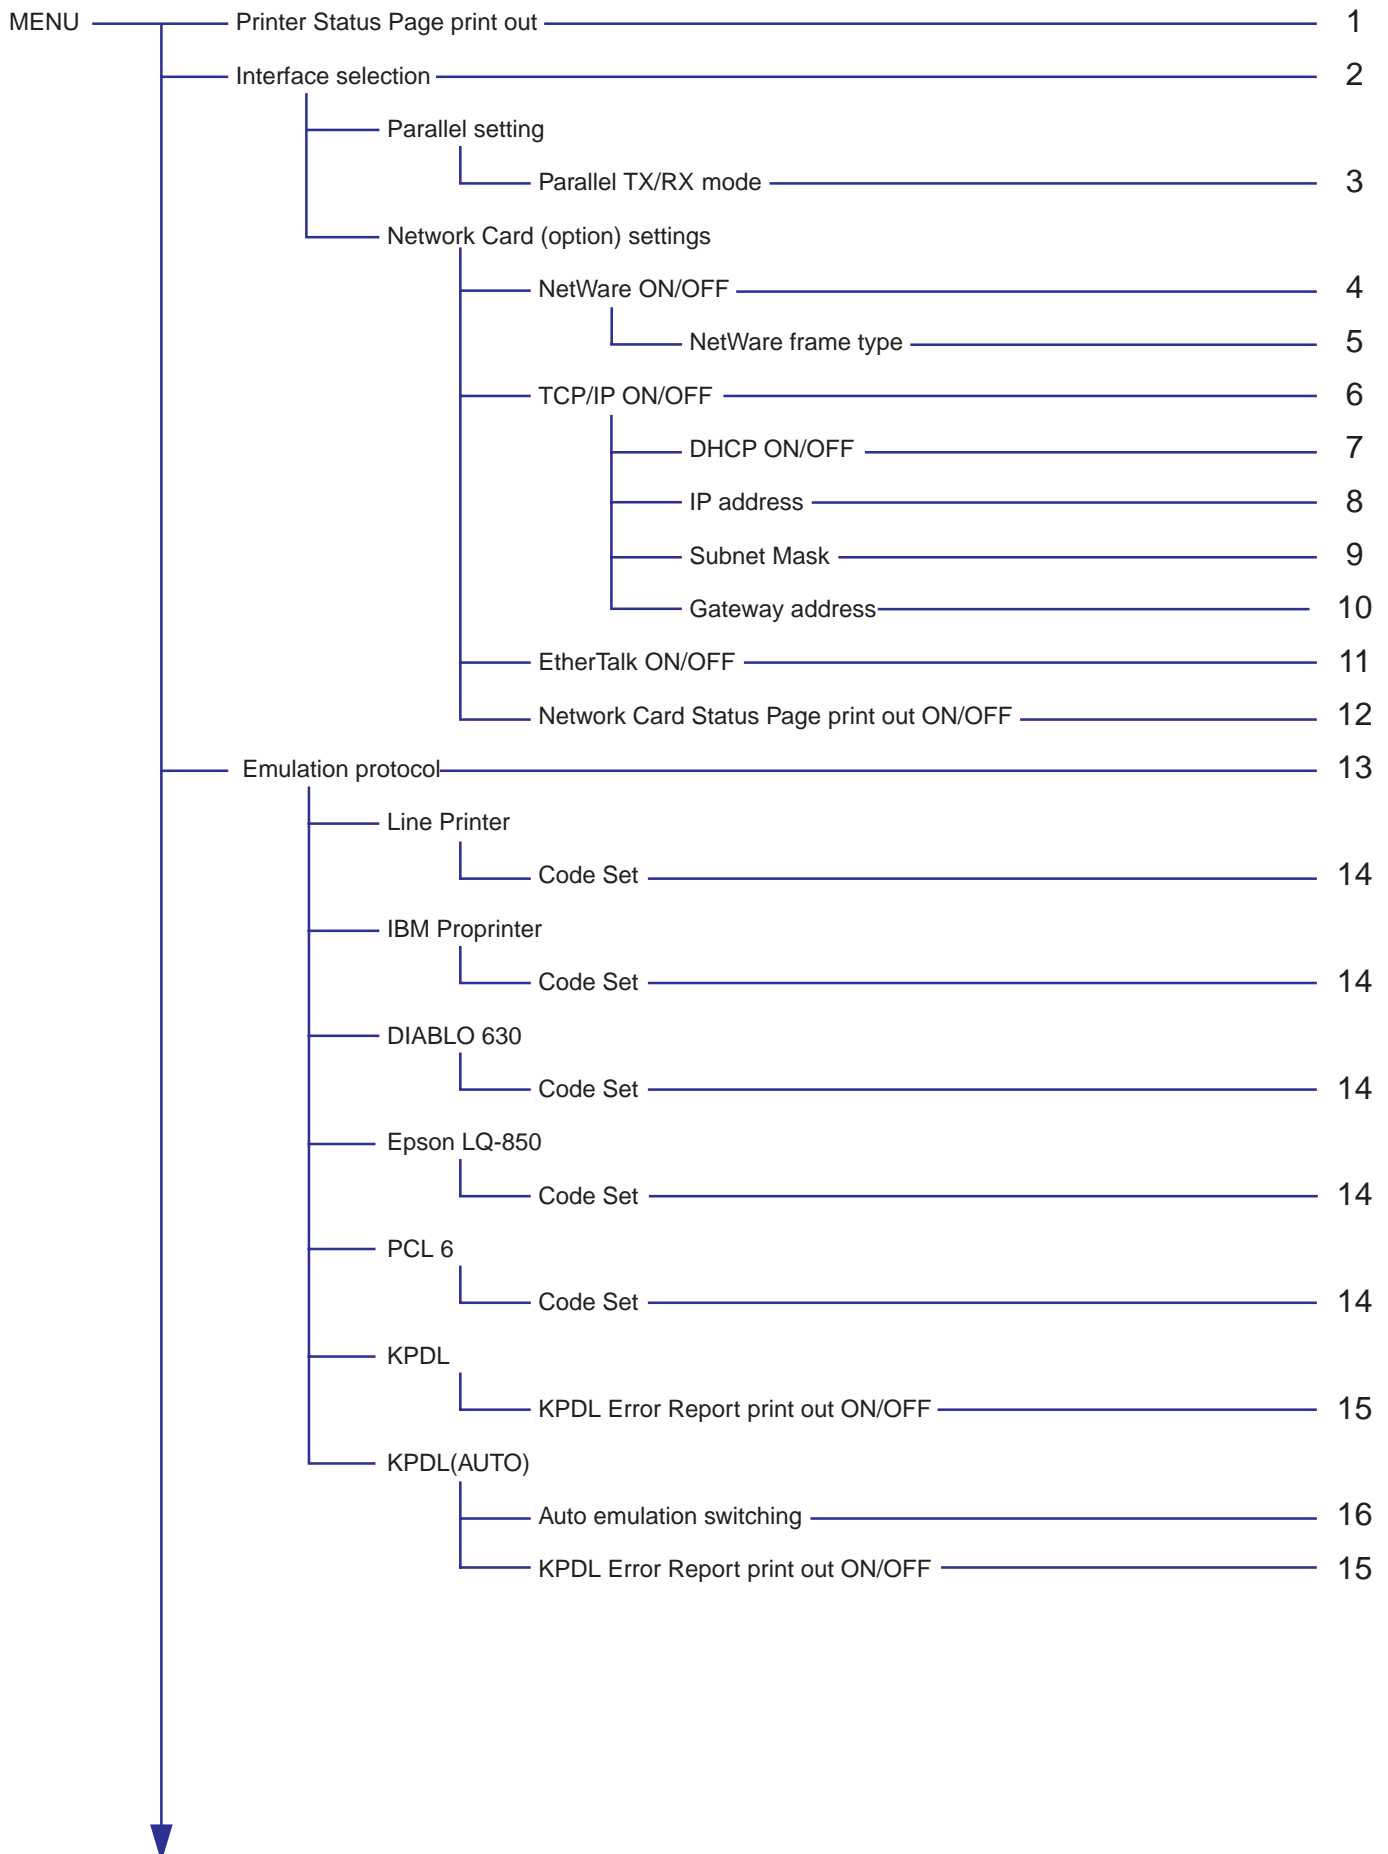 MENU Printer Status Page print out 1
Interface selection 2
Parallel setting
Parallel TX/RX mode 3
Network Card (option) settings
NetWare ON/OFF 4
NetWare frame type 5
TCP/IP ON/OFF 6
DHCP ON/OFF 7
IP address 8
Subnet Mask 9
Gateway address 10
EtherTalk ON/OFF 11
Network Card Status Page print out ON/OFF 12
Emulation protocol 13
Line Printer
Code Set 14
IBM Proprinter
Code Set 14
DIABLO 630
Code Set 14
Epson LQ-850
Code Set 14
PCL 6
Code Set 14
KPDL
KPDL Error Report print out ON/OFF 15
KPDL(AUTO)
Auto emulation switching 16
KPDL Error Report print out ON/OFF 15